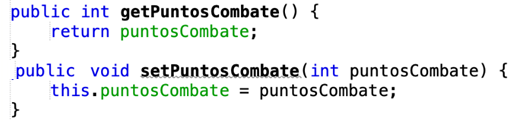 public int getPuntosCombate() {
    return puntosCombate;
}
public void setPuntosCombate(int puntosCombate) {
    this.puntosCombate = puntosCombate;
}